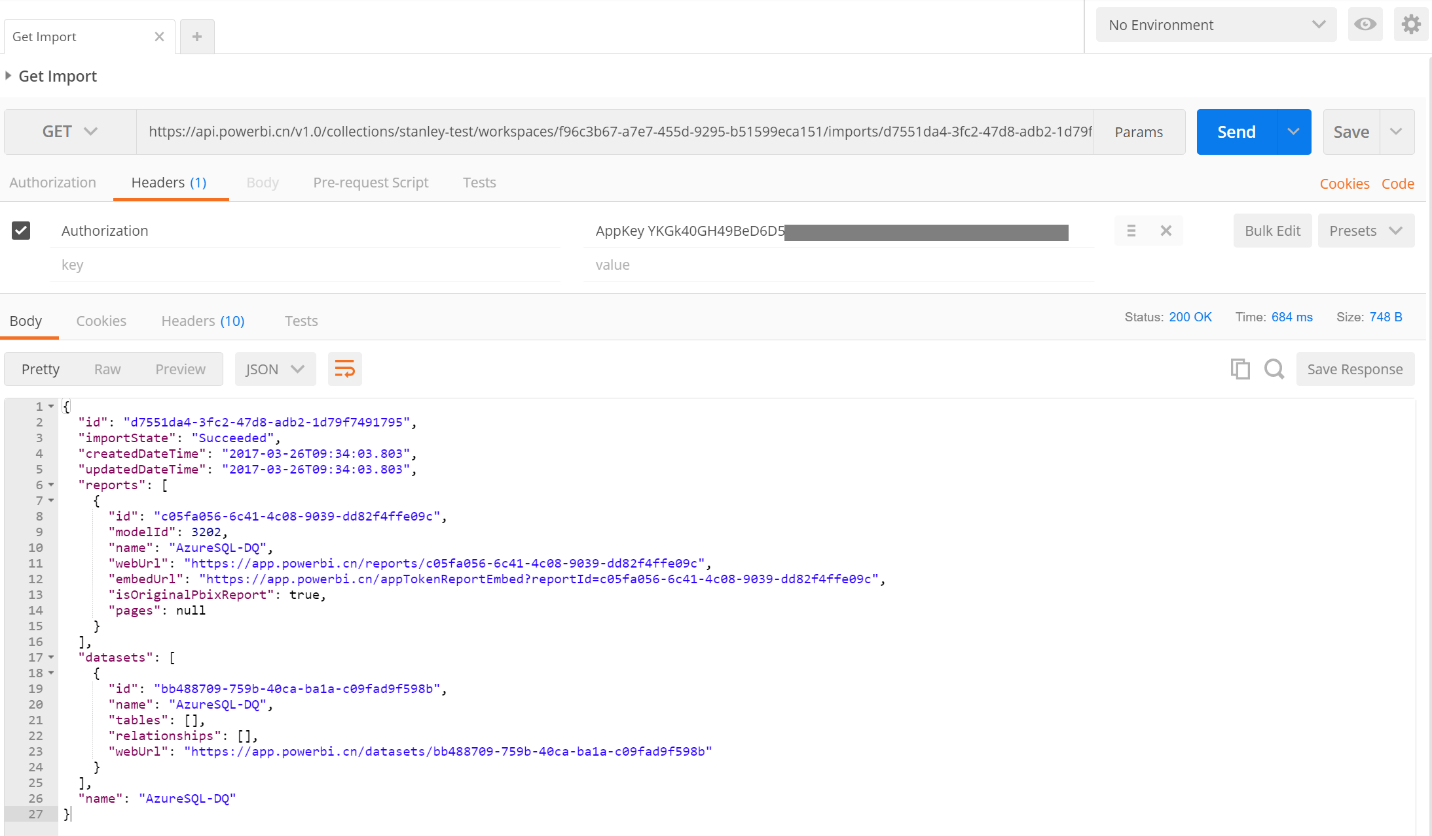 Get Import
No Environment
Get Import
GET
https://api.powerbi.cn/v1.0/collections/stanley-test/workspaces/f96c3b67-a7e7-455d-9295-b51599eca151/imports/d7551da4-3fc2-47d8-adb2-1d79f
Params
Send
Save
Authorization
Headers (1)
Body
Pre-request Script
Tests
Cookies
Code
Authorization
AppKey YKGk40GH49BeD6D5
Bulk Edit
Presets
key
value
Body
Cookies
Headers (10)
Tests
Status: 200 OK
Time: 684 ms
Size: 748 B
Pretty
Raw
Preview
JSON
Save Response
1 {
2 "id": "d7551da4-3fc2-47d8-adb2-1d79f7491795",
3 "importState": "Succeeded",
4 "createdDateTime": "2017-03-26T09:34:03.803",
5 "updatedDateTime": "2017-03-26T09:34:03.803",
6 "reports": [
7 {
8 "id": "c05fa056-6c41-4c08-9039-dd82f4ffe09c",
9 "modelId": 3202,
10 "name": "AzureSQL-DQ",
11 "webUrl": "https://app.powerbi.cn/reports/c05fa056-6c41-4c08-9039-dd82f4ffe09c",
12 "embedUrl": "https://app.powerbi.cn/appTokenReportEmbed?reportId=c05fa056-6c41-4c08-9039-dd82f4ffe09c",
13 "isOriginalPbixReport": true,
14 "pages": null
15 }
16 ],
17 "datasets": [
18 {
19 "id": "bb488709-759b-40ca-ba1a-c09fad9f598b",
20 "name": "AzureSQL-DQ",
21 "tables": [],
22 "relationships": [],
23 "webUrl": "https://app.powerbi.cn/datasets/bb488709-759b-40ca-ba1a-c09fad9f598b"
24 }
25 ],
26 "name": "AzureSQL-DQ"
27 }